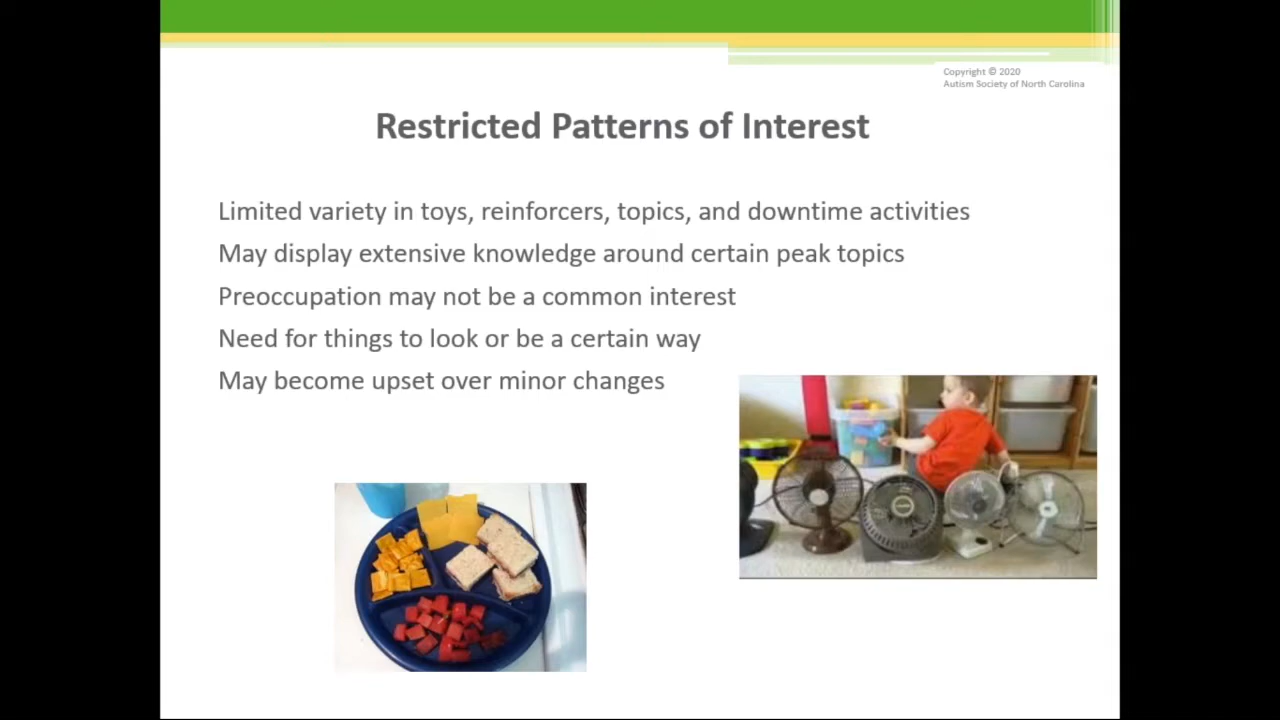 Copyright © 2020
Autism Society of North Carolina
Restricted Patterns of Interest
Limited variety in toys, reinforcers, topics, and downtime activities
May display extensive knowledge around certain peak topics
Preoccupation may not be a common interest
Need for things to look or be a certain way
May become upset over minor changes